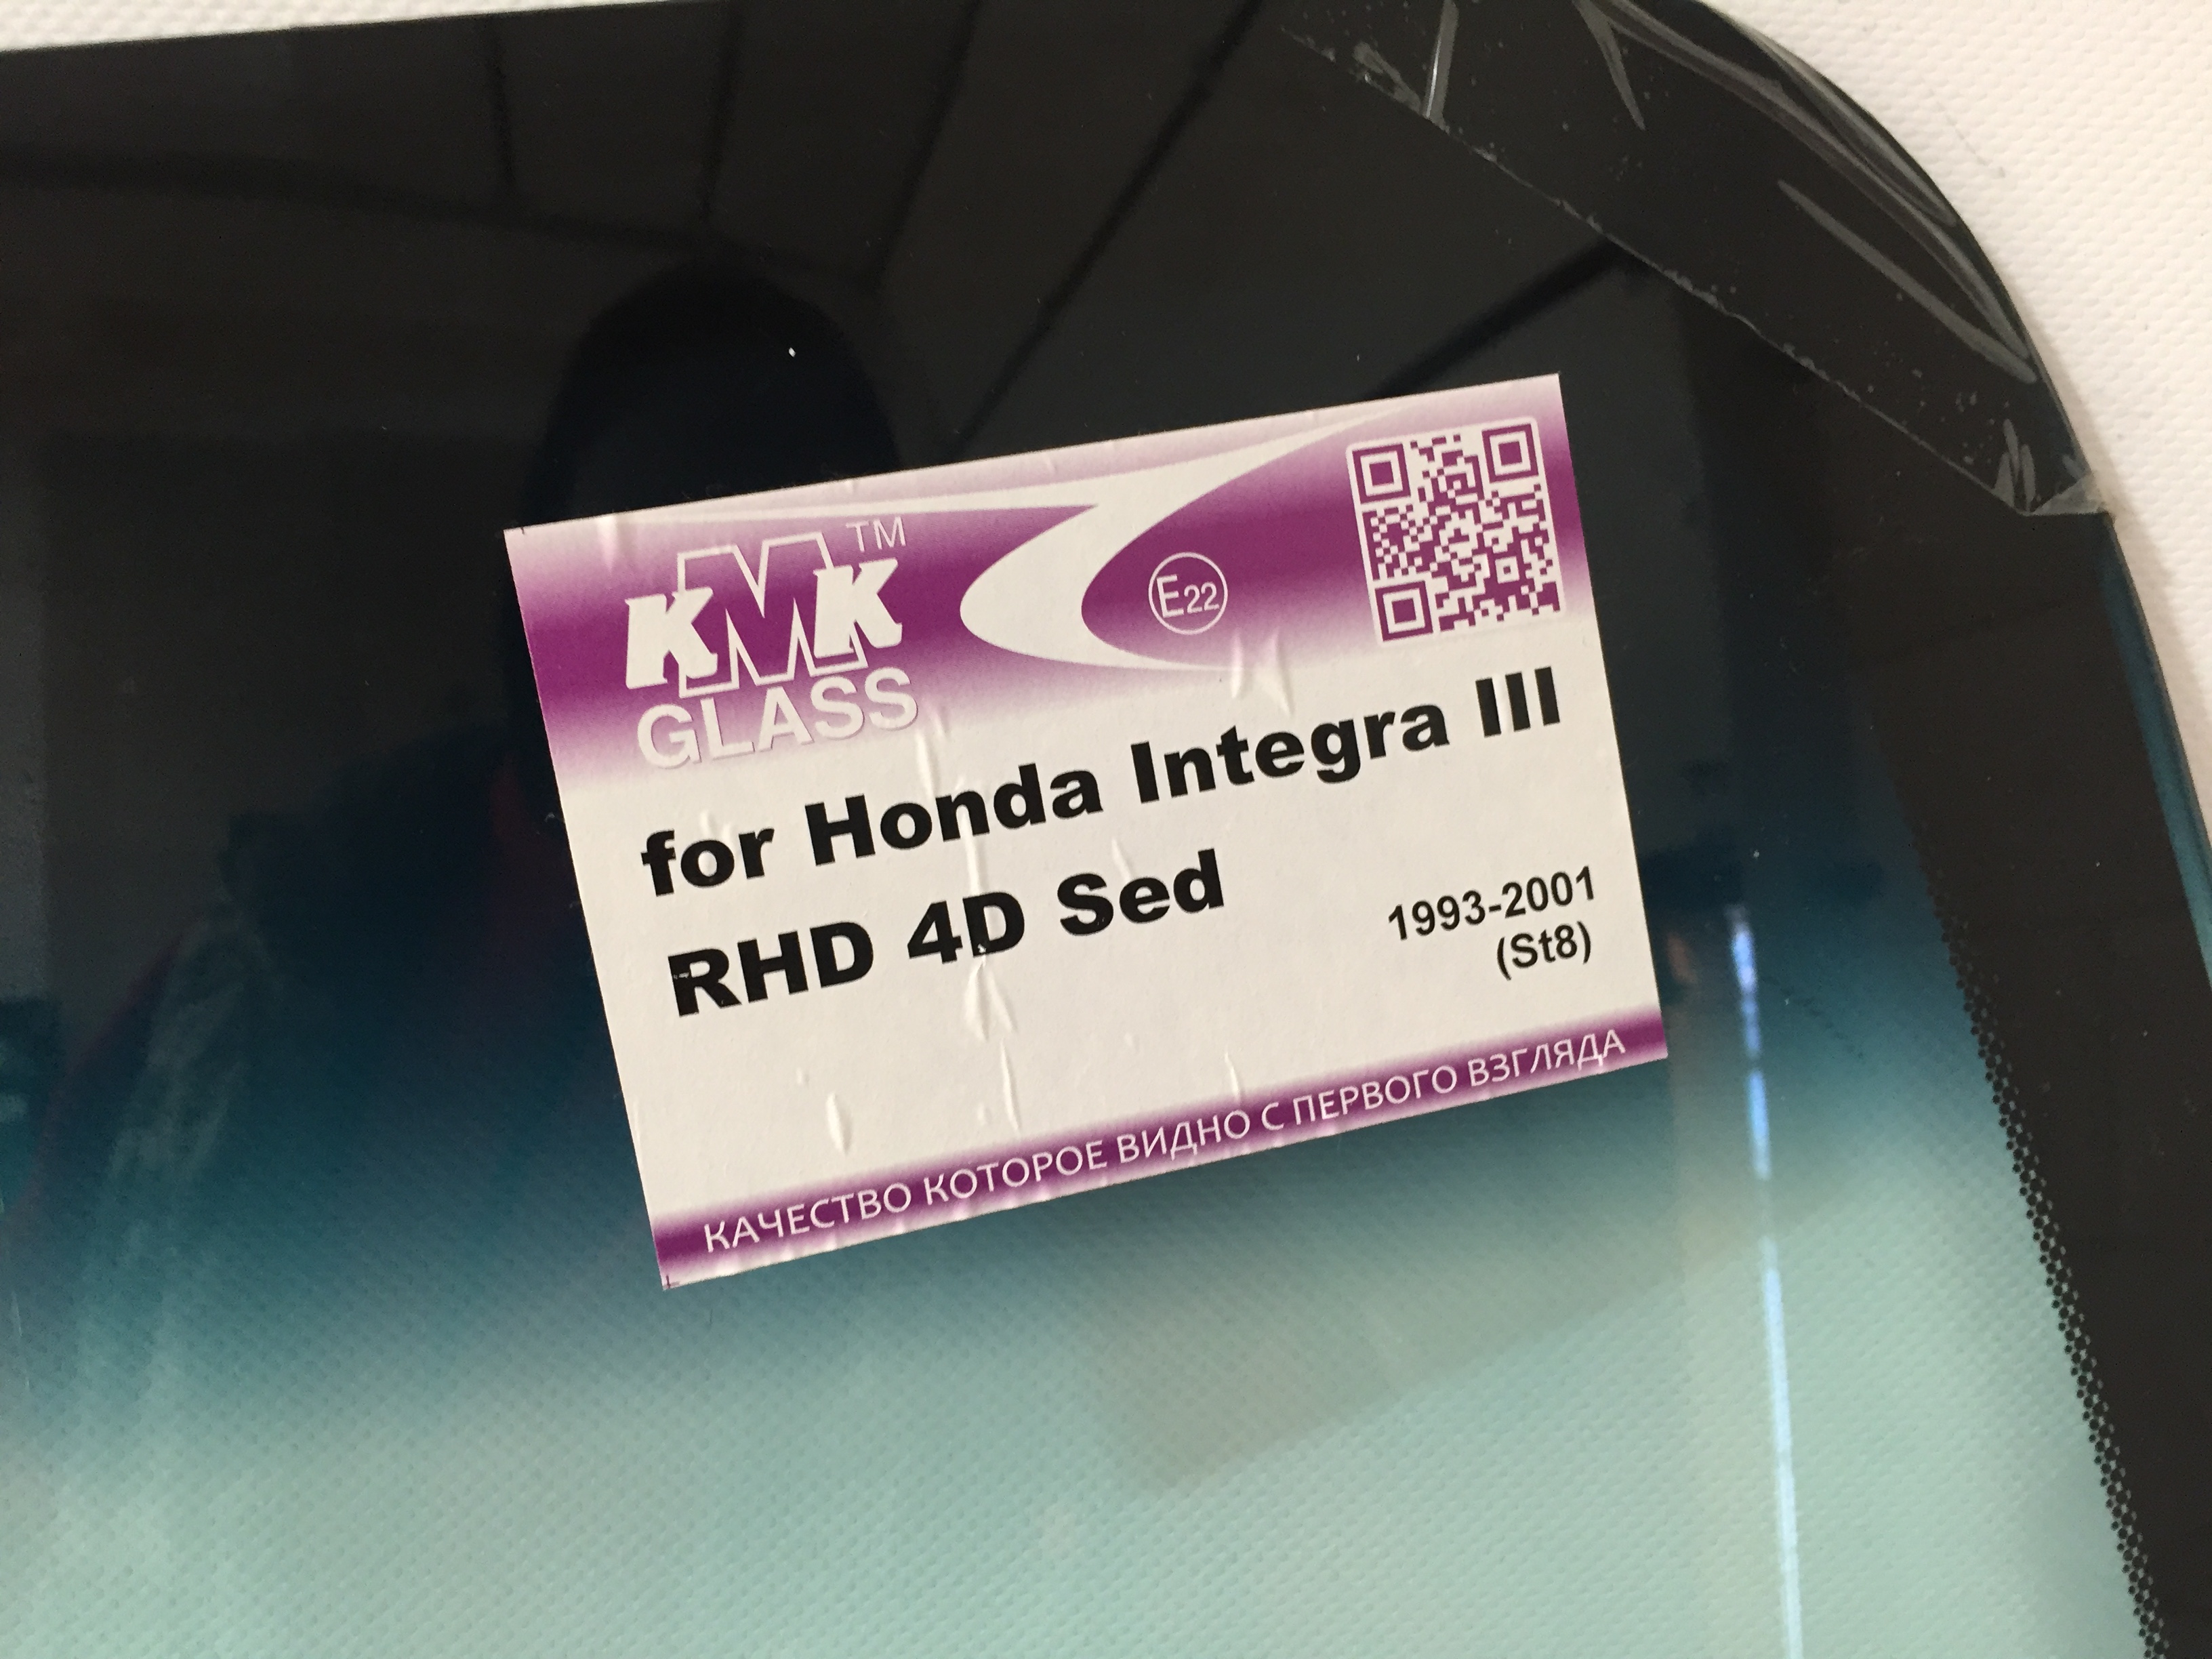 KMK TM
GLASS
E22
for Honda Integra III
RHD 4D Sed
1993-2001
(St8)
КАЧЕСТВО КОТОРОЕ ВИДНО С ПЕРВОГО ВЗГЛЯДА